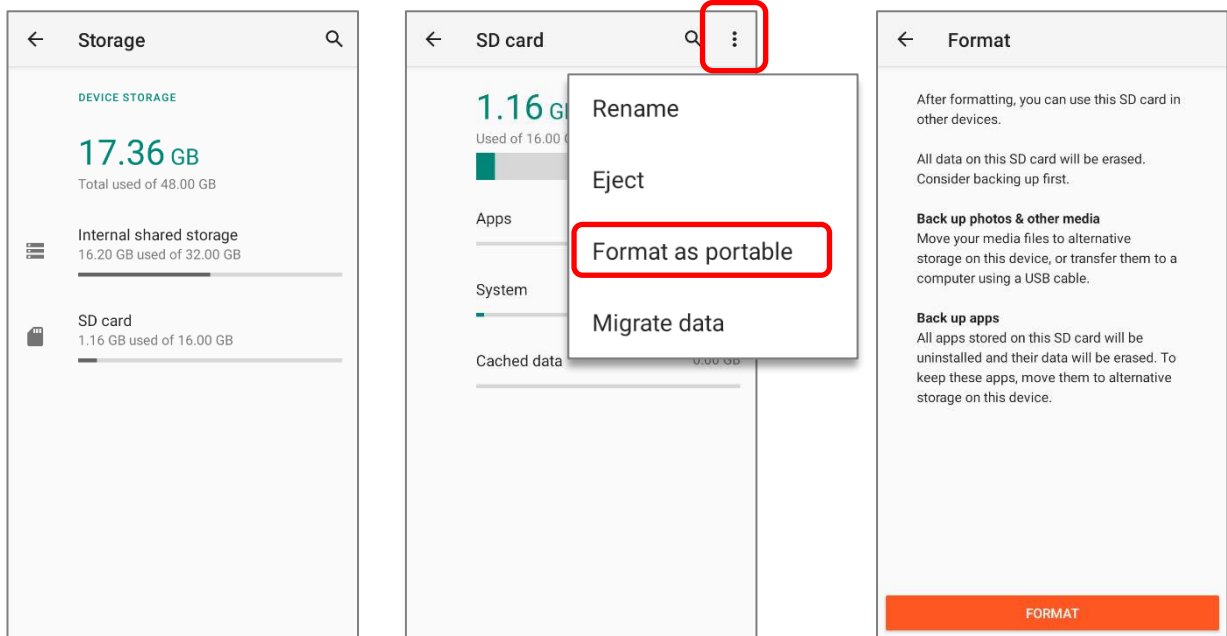 Storage
DEVICE STORAGE
17.36 GB
Total used of 48.00 GB
Internal shared storage
16.20 GB used of 32.00 GB
SD card
1.16 GB used of 16.00 GB
SD card
1.16
Used of 16.00
Apps
System
Cached data
0.00 GB
Rename
Eject
Format as portable
Migrate data
Format
After formatting, you can use this SD card in
other devices.
All data on this SD card will be erased.
Consider backing up first.
Back up photos & other media
Move your media files to alternative
storage on this device, or transfer them to a
computer using a USB cable.
Back up apps
All apps stored on this SD card will be
uninstalled and their data will be erased. To
keep these apps, move them to alternative
storage on this device.
FORMAT